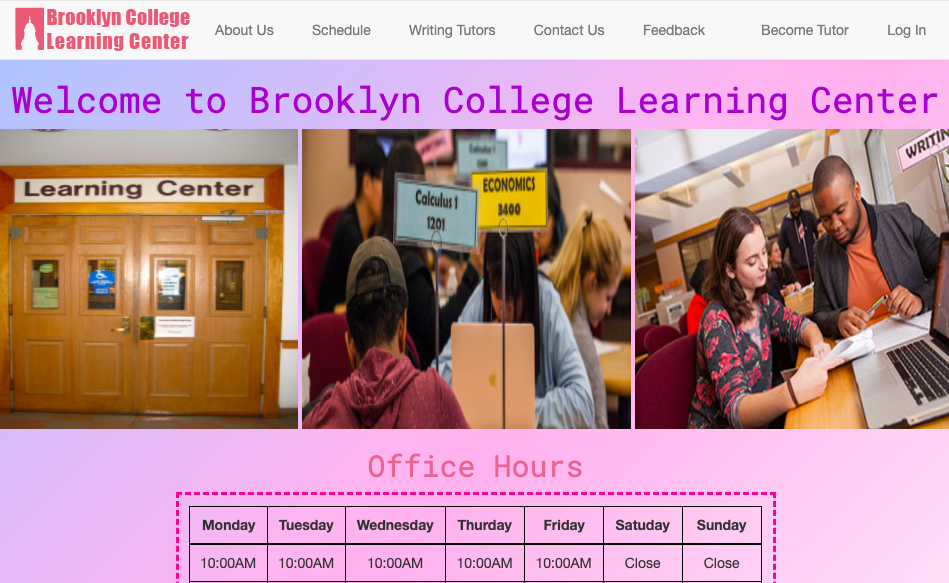 Brooklyn College
Learning Center
About Us
Schedule
Writing Tutors
Contact Us
Feedback
Become Tutor
Log In
Welcome to Brooklyn College Learning Center
Learning Center
Calculus 1
1201
ECONOMICS
3400
Office Hours
Monday Tuesday Wednesday Thurday Friday Satuday Sunday
10:00AM 10:00AM 10:00AM 10:00AM 10:00AM Close Close